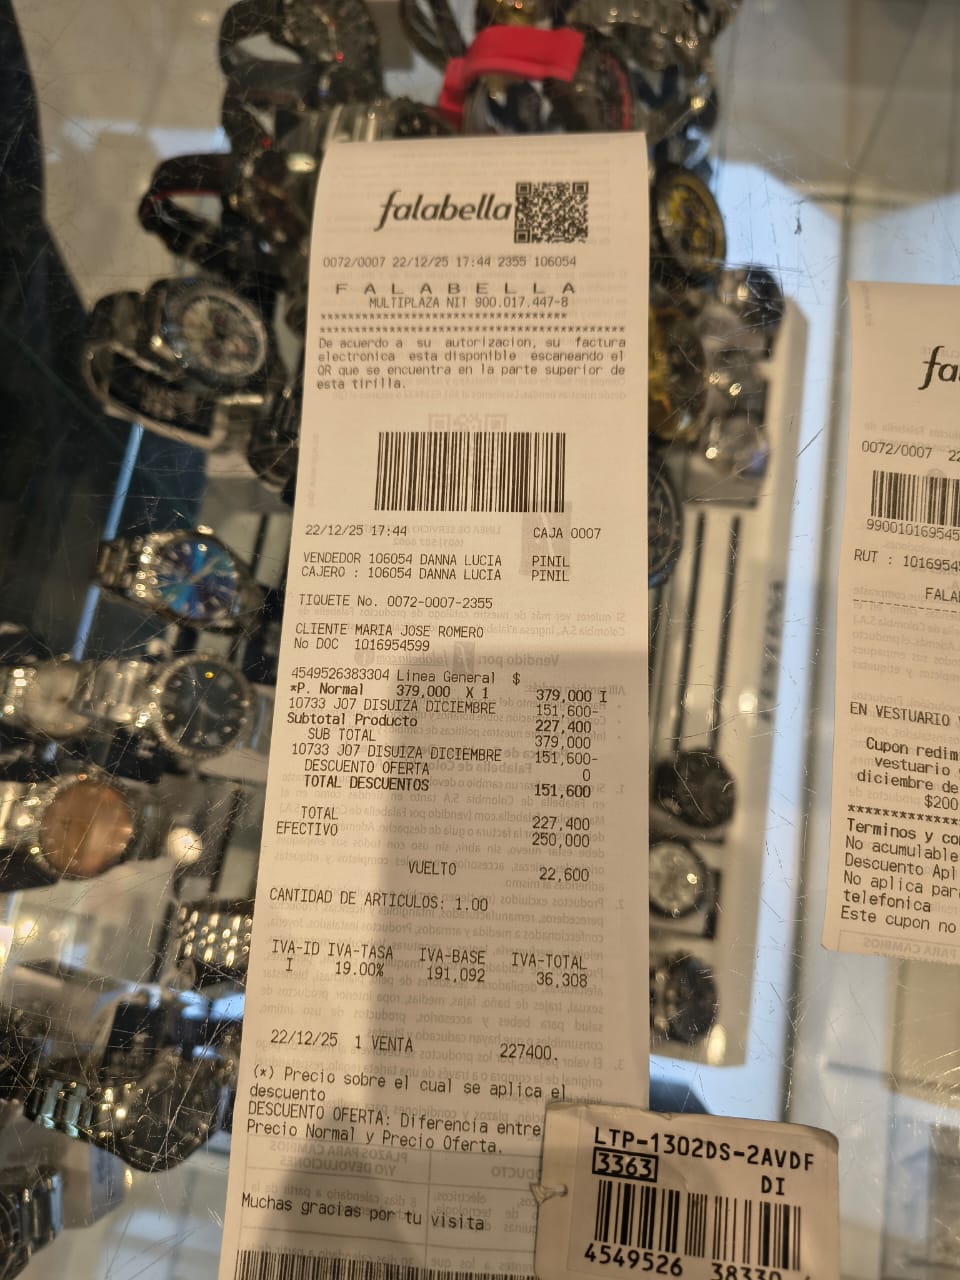 falabella
0072/0007 22/12/25 17:44 2355 106054
F A L A B E L L A
MULTIPLAZA NIT 900.017.447-8
**********************************
******************************************
De acuerdo a su autorizacion, su factura
electronica esta disponible escaneando el
QR que se encuentra en la parte superior de
esta tirilla.
22/12/25 17:44 CAJA 0007
VENDEDOR 106054 DANNA LUCIA PINIL
CAJERO : 106054 DANNA LUCIA PINIL
TIQUETE No. 0072-0007-2355
CLIENTE MARIA JOSE ROMERO
No DOC 1016954599
4549526383304 Linea General $
*P. Normal 379,000 X 1 379,000 I
10733 J07 DISUIZA DICIEMBRE 151,600-
Subtotal Producto 227,400
SUB TOTAL 379,000
10733 J07 DISUIZA DICIEMBRE 151,600-
DESCUENTO OFERTA 0
TOTAL DESCUENTOS 151,600
TOTAL 227,400
EFECTIVO 250,000
VUELTO 22,600
CANTIDAD DE ARTICULOS: 1.00
IVA-ID IVA-TASA IVA-BASE IVA-TOTAL
I 19.00% 191,092 36,308
22/12/25 1 VENTA 227400.
(*) Precio sobre el cual se aplica el
descuento
DESCUENTO OFERTA: Diferencia entre
Precio Normal y Precio Oferta.
Muchas gracias por tu visita
LTP-1302DS-2AVDF
3363 DI
4549526 38330
fal
0072/0007 22
990010169545
RUT : 1016954
FALA
EN VESTUARIO
Cupon redim
vestuario
diciembre de
$200
************
Terminos y co
No acumulable
Descuento Apl
No aplica par
telefonica
Este cupon no